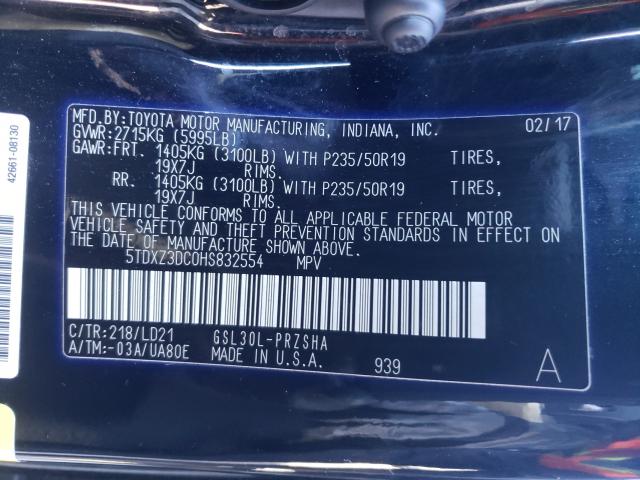 MFD.BY:TOYOTA MOTOR MANUFACTURING, INDIANA, INC. 02/17
GVWR:2715KG (5995LB)
GAWR:FRT. 1405KG (3100LB) WITH P235/50R19 TIRES,
19X7J RIMS.
RR. 1405KG (3100LB) WITH P235/50R19 TIRES,
19X7J RIMS.
THIS VEHICLE CONFORMS TO ALL APPLICABLE FEDERAL MOTOR
VEHICLE SAFETY AND THEFT PREVENTION STANDARDS IN EFFECT ON
THE DATE OF MANUFACTURE SHOWN ABOVE.
5TDXZ3DC0HS832554 MPV
C/TR:218/LD21 GSL30L-PRZSHA
A/TM:-03A/UA80E MADE IN U.S.A. 939
A
42661-08130